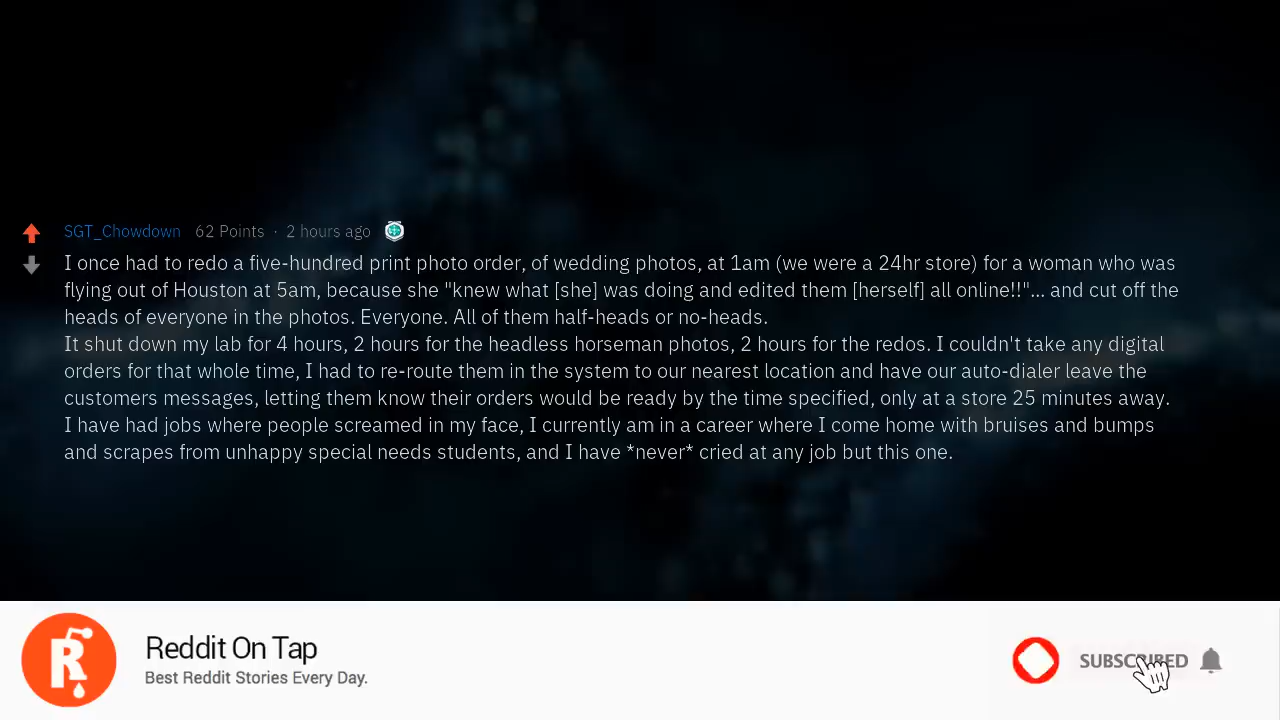 SGT_Chowdown 62 Points · 2 hours ago
I once had to redo a five-hundred print photo order, of wedding photos, at 1am (we were a 24hr store) for a woman who was
flying out of Houston at 5am, because she "knew what [she] was doing and edited them [herself] all online!!"... and cut off the
heads of everyone in the photos. Everyone. All of them half-heads or no-heads.
It shut down my lab for 4 hours, 2 hours for the headless horseman photos, 2 hours for the redos. I couldn't take any digital
orders for that whole time, I had to re-route them in the system to our nearest location and have our auto-dialer leave the
customers messages, letting them know their orders would be ready by the time specified, only at a store 25 minutes away.
I have had jobs where people screamed in my face, I currently am in a career where I come home with bruises and bumps
and scrapes from unhappy special needs students, and I have *never* cried at any job but this one.
Reddit On Tap
Best Reddit Stories Every Day.
SUBSCRIBED